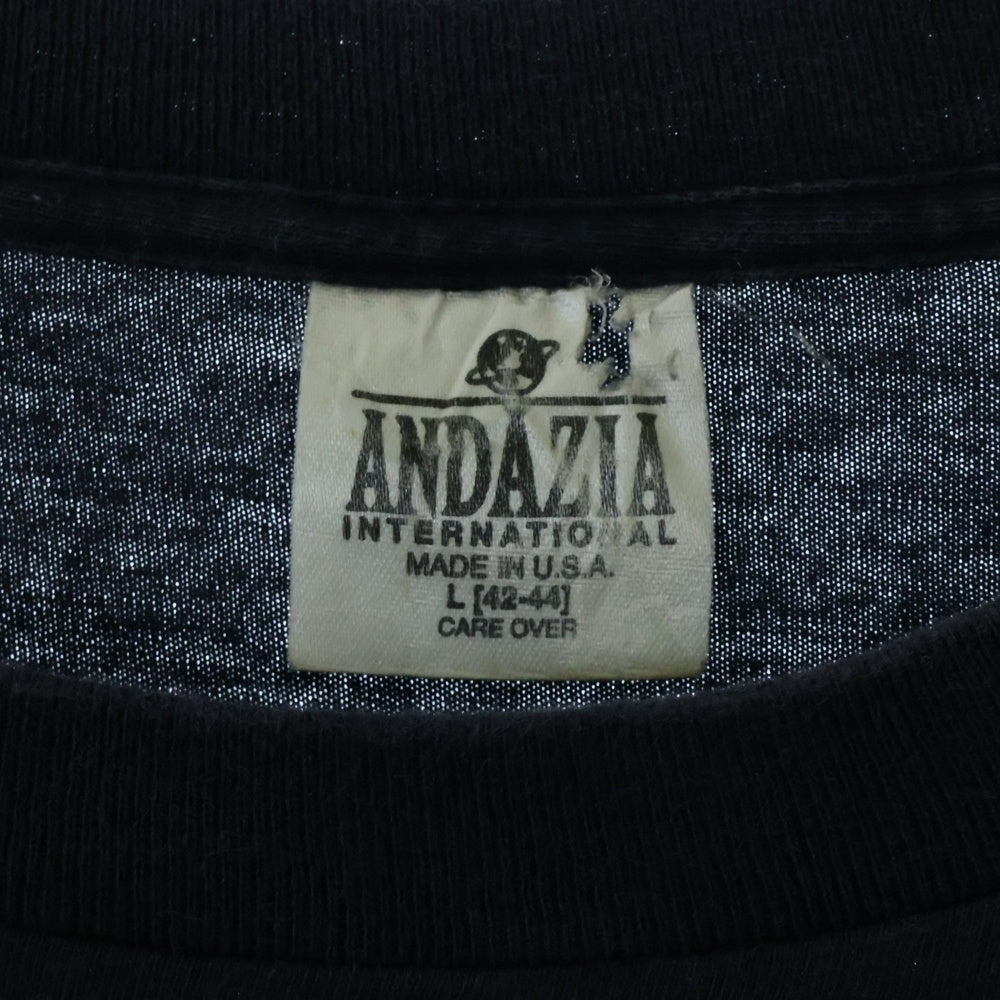 ANDAZIA
INTERNATIONAL
MADE IN U.S.A.
L [42-44]
CARE OVER